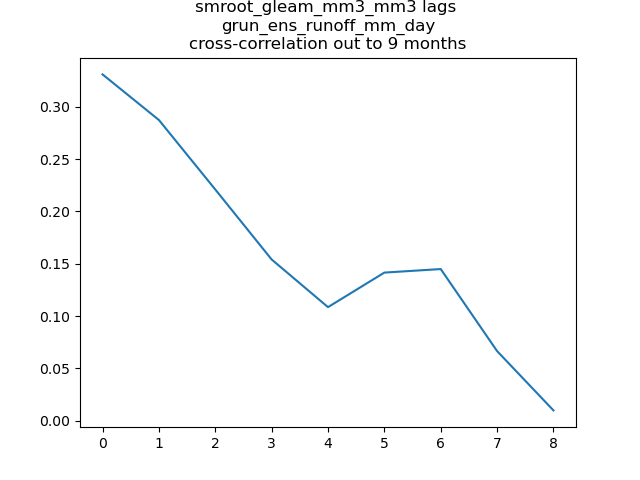 smroot_gleam_mm3_mm3 lags
grun_ens_runoff_mm_day
cross-correlation out to 9 months
0.30
0.25
0.20
0.15
0.10
0.05
0.00
0 1 2 3 4 5 6 7 8